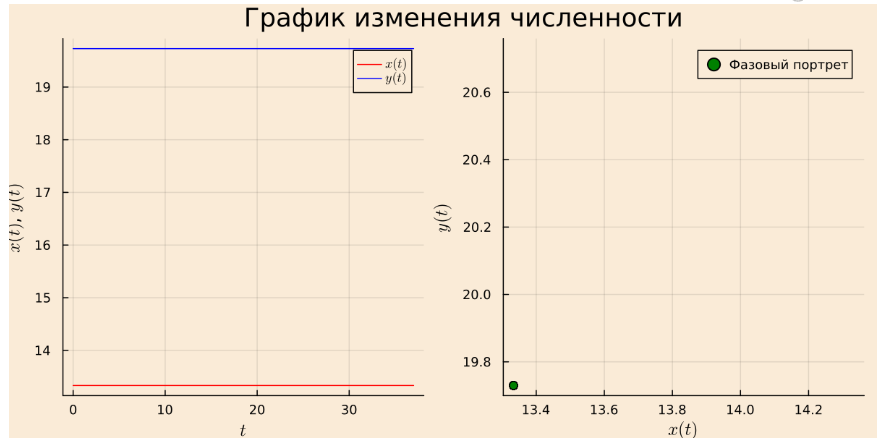 График изменения численности
x(t), y(t)
19
18
17
16
15
14
0 10 20 30
t
x(t)
y(t)
y(t)
20.6
20.4
20.2
20.0
19.8
13.4 13.6 13.8 14.0 14.2
x(t)
Фазовый портрет